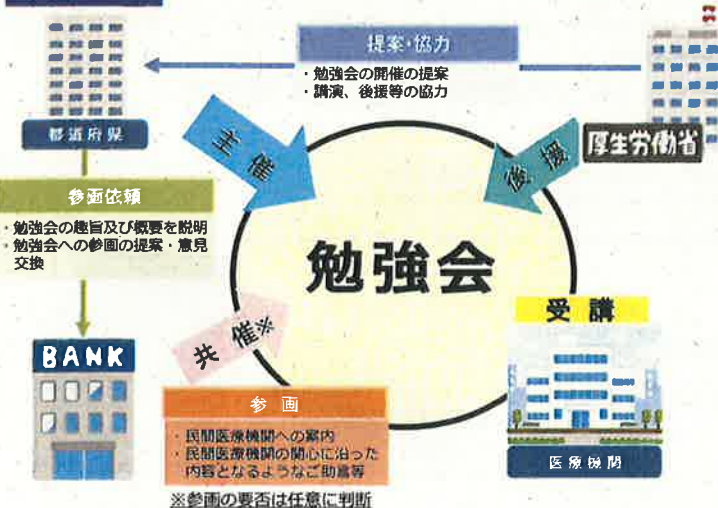 提案・協力
・勉強会の開催の提案
・講演、後援等の協力
都道府県
主催
後援
厚生労働省
参画依頼
・勉強会の趣旨及び概要を説明
・勉強会への参画の提案・意見
交換
勉強会
受講
共催※
BANK
参画
・民間医療機関への案内
・民間医療機関の関心に沿った
内容となるようなご助言等
医療機関
※参画の要否は任意に判断